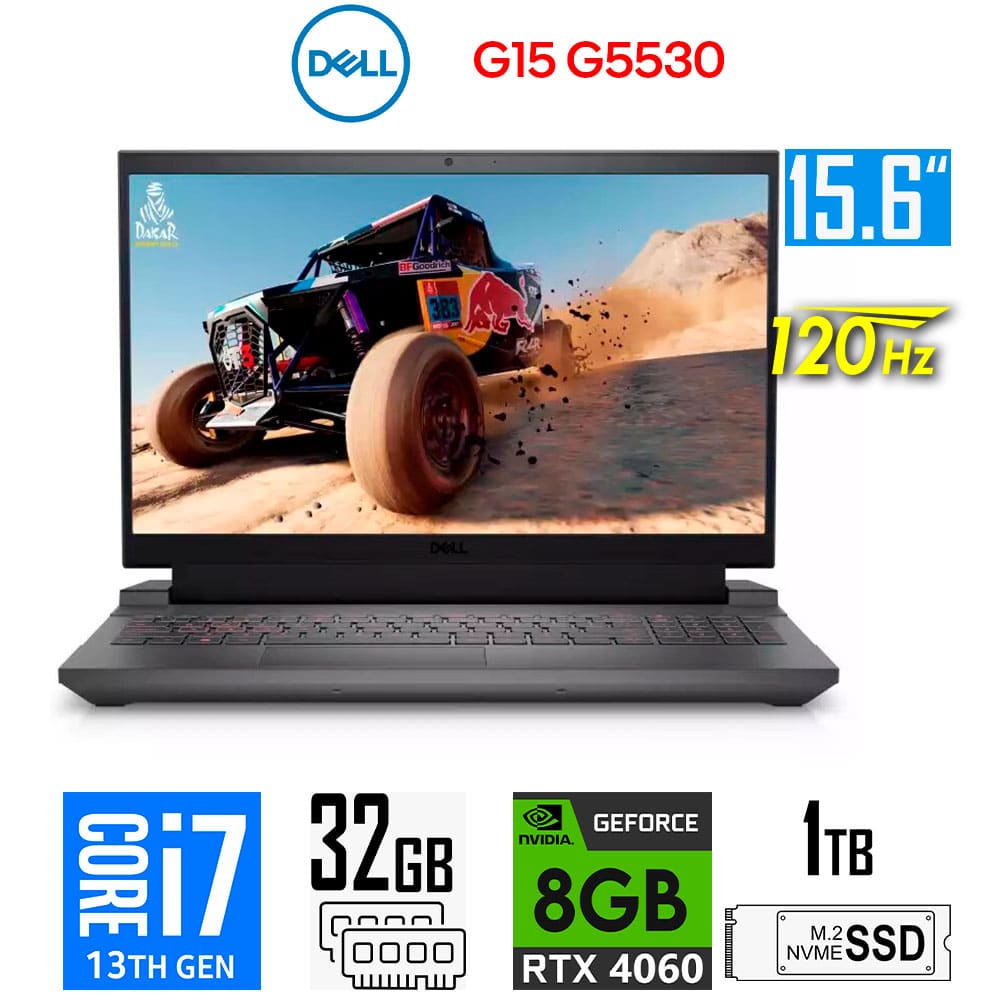 DELL
G15 G5530
15.6"
120Hz
DAKAR
BFGoodrich
383
DELL
CORE i7
13TH GEN
32GB
NVIDIA. GEFORCE
8GB
RTX 4060
1TB
M.2
NVME SSD